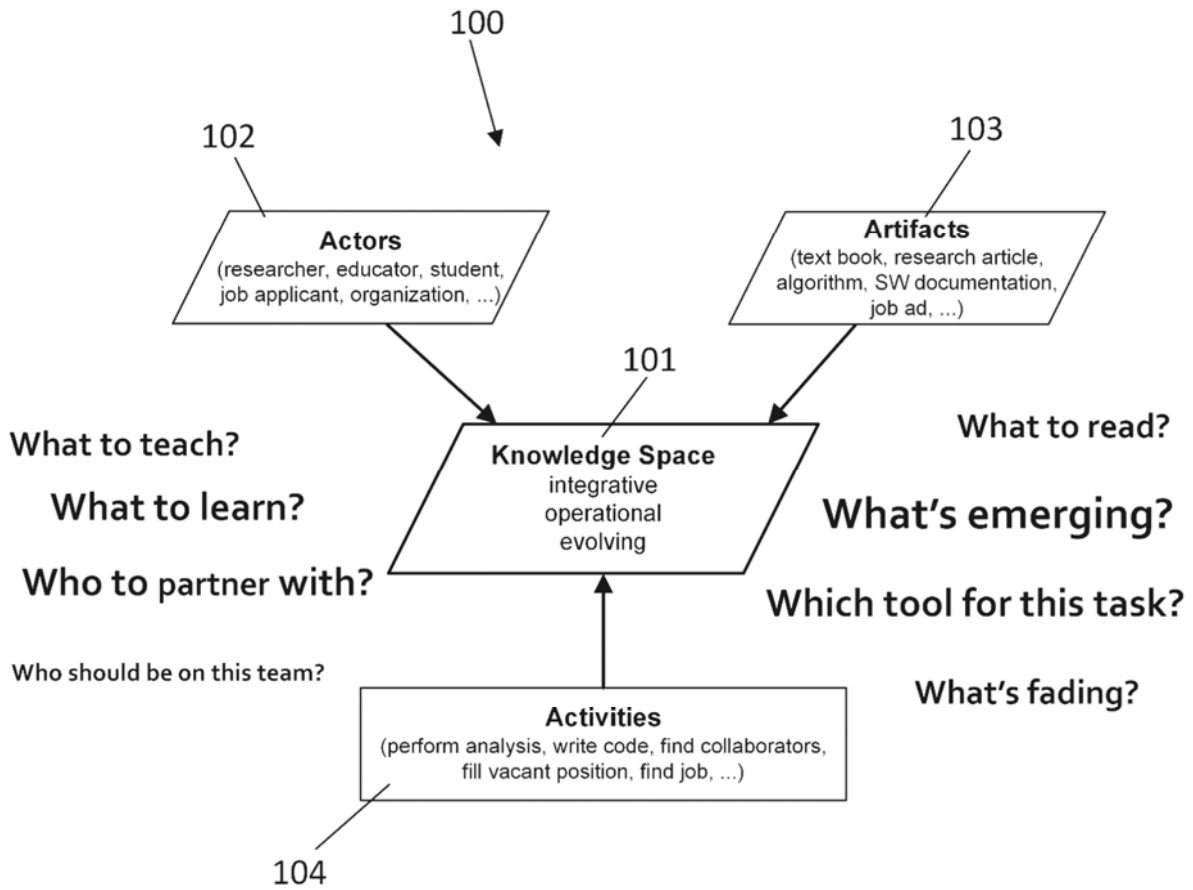 100
102
103
Actors
(researcher, educator, student,
job applicant, organization, ...)
Artifacts
(text book, research article,
algorithm, SW documentation,
job ad, ...)
101
Knowledge Space
integrative
operational
evolving
What to teach?
What to learn?
Who to partner with?
Who should be on this team?
What to read?
What's emerging?
Which tool for this task?
What's fading?
Activities
(perform analysis, write code, find collaborators,
fill vacant position, find job, ...)
104